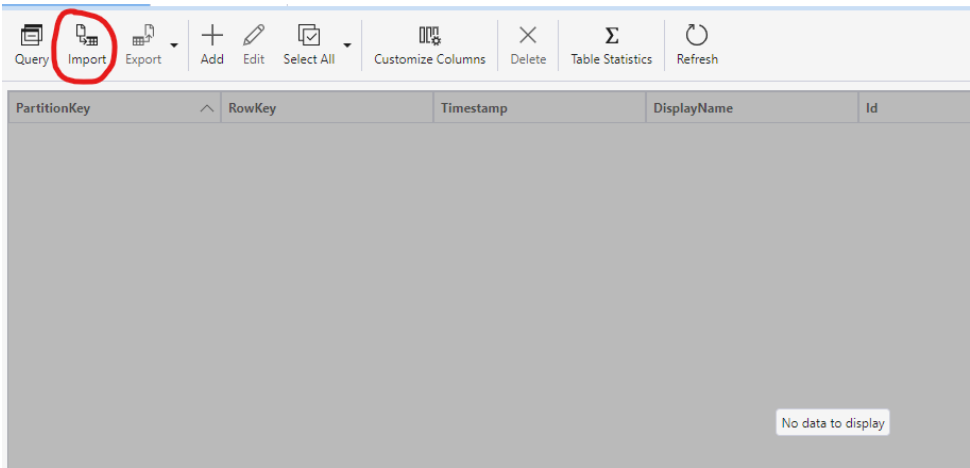 Query Import Export Add Edit Select All Customize Columns Delete Table Statistics Refresh
PartitionKey RowKey Timestamp DisplayName Id
No data to display